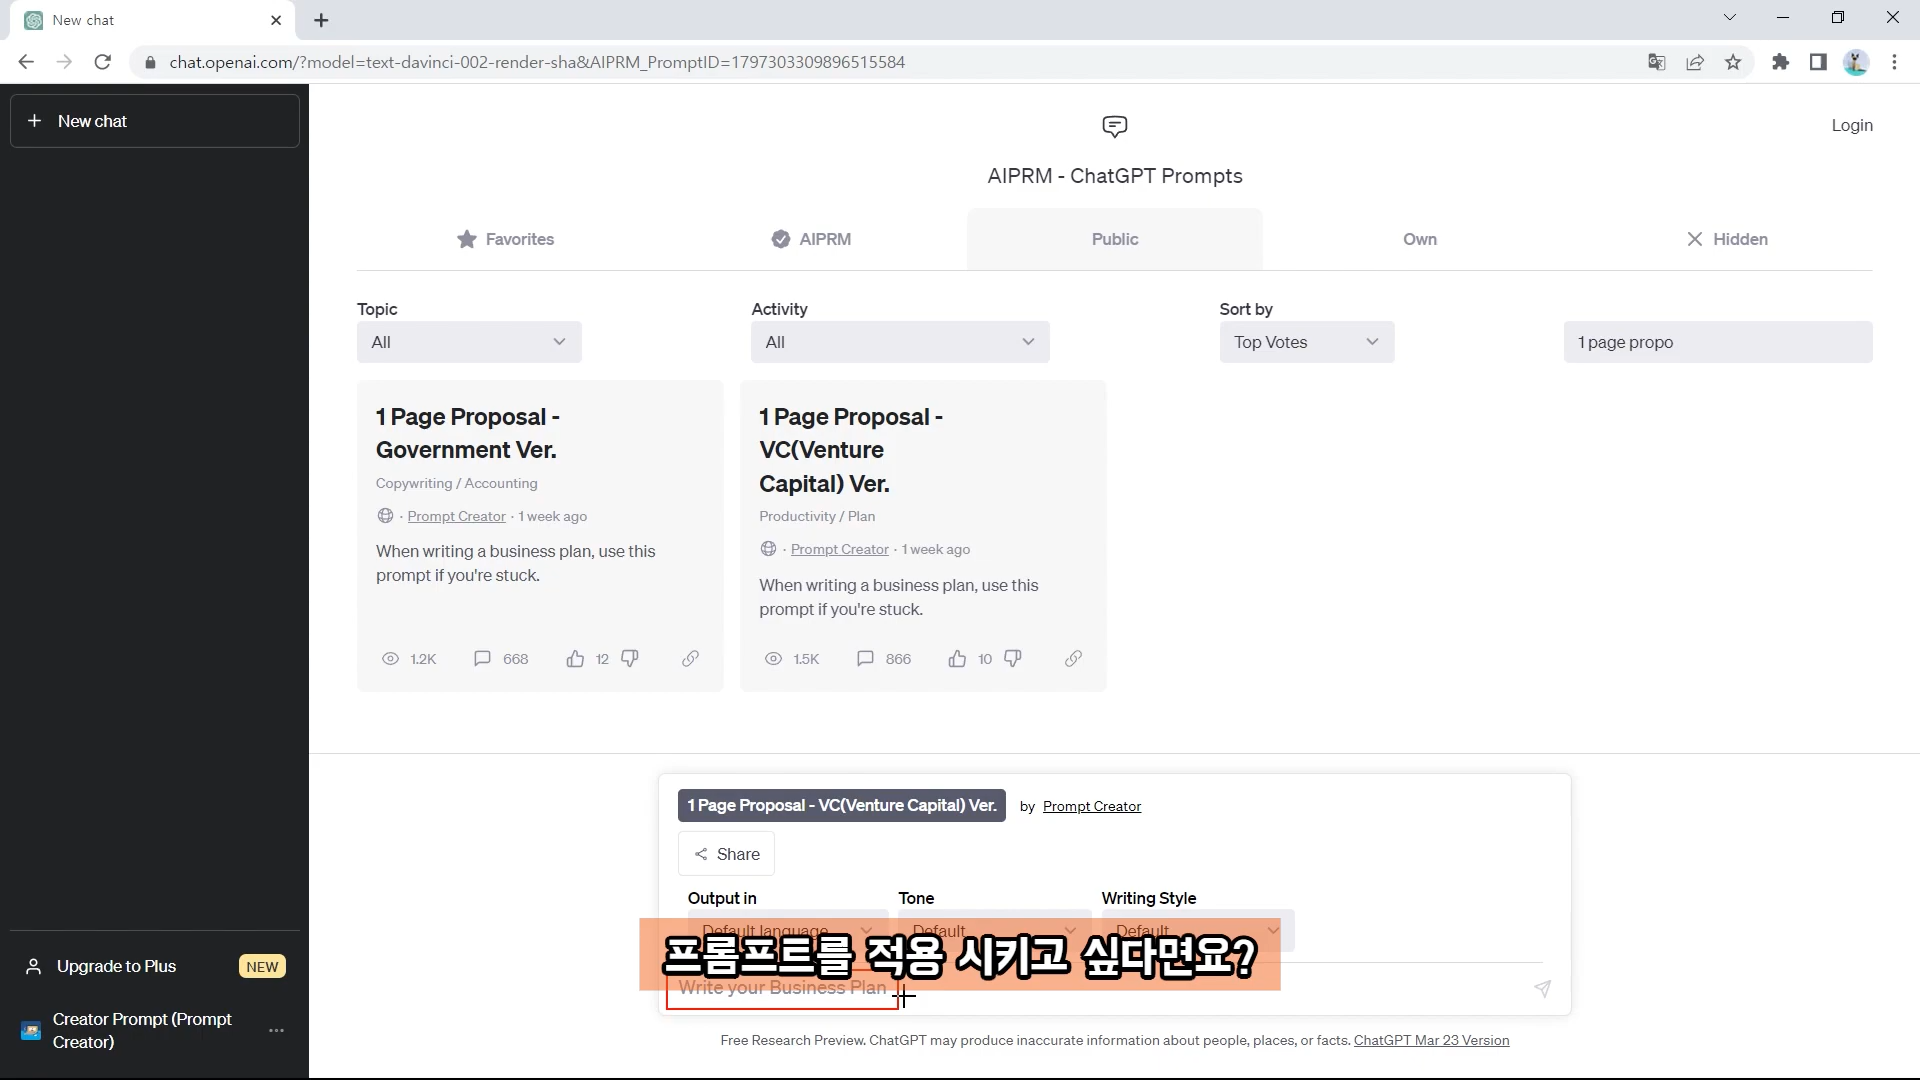 New chat
chat.openai.com/?model=text-davinci-002-render-sha&AIPRM_PromptID=1797303309896515584
New chat
Login
AIPRM - ChatGPT Prompts
Favorites
AIPRM
Public
Own
Hidden
Topic
Activity
Sort by
All
All
Top Votes
1 page propo
1 Page Proposal -
Government Ver.
Copywriting / Accounting
· Prompt Creator · 1 week ago
When writing a business plan, use this
prompt if you're stuck.
1.2K
668
12
1 Page Proposal -
VC(Venture
Capital) Ver.
Productivity / Plan
· Prompt Creator · 1 week ago
When writing a business plan, use this
prompt if you're stuck.
1.5K
866
10
1 Page Proposal - VC(Venture Capital) Ver.
by Prompt Creator
Share
Output in
Tone
Writing Style
Default language
Default
Default
프롬프트를 적용 시키고 싶다면요?
Write your Business Plan
Free Research Preview. ChatGPT may produce inaccurate information about people, places, or facts. ChatGPT Mar 23 Version
Upgrade to Plus
NEW
Creator Prompt (Prompt
Creator)